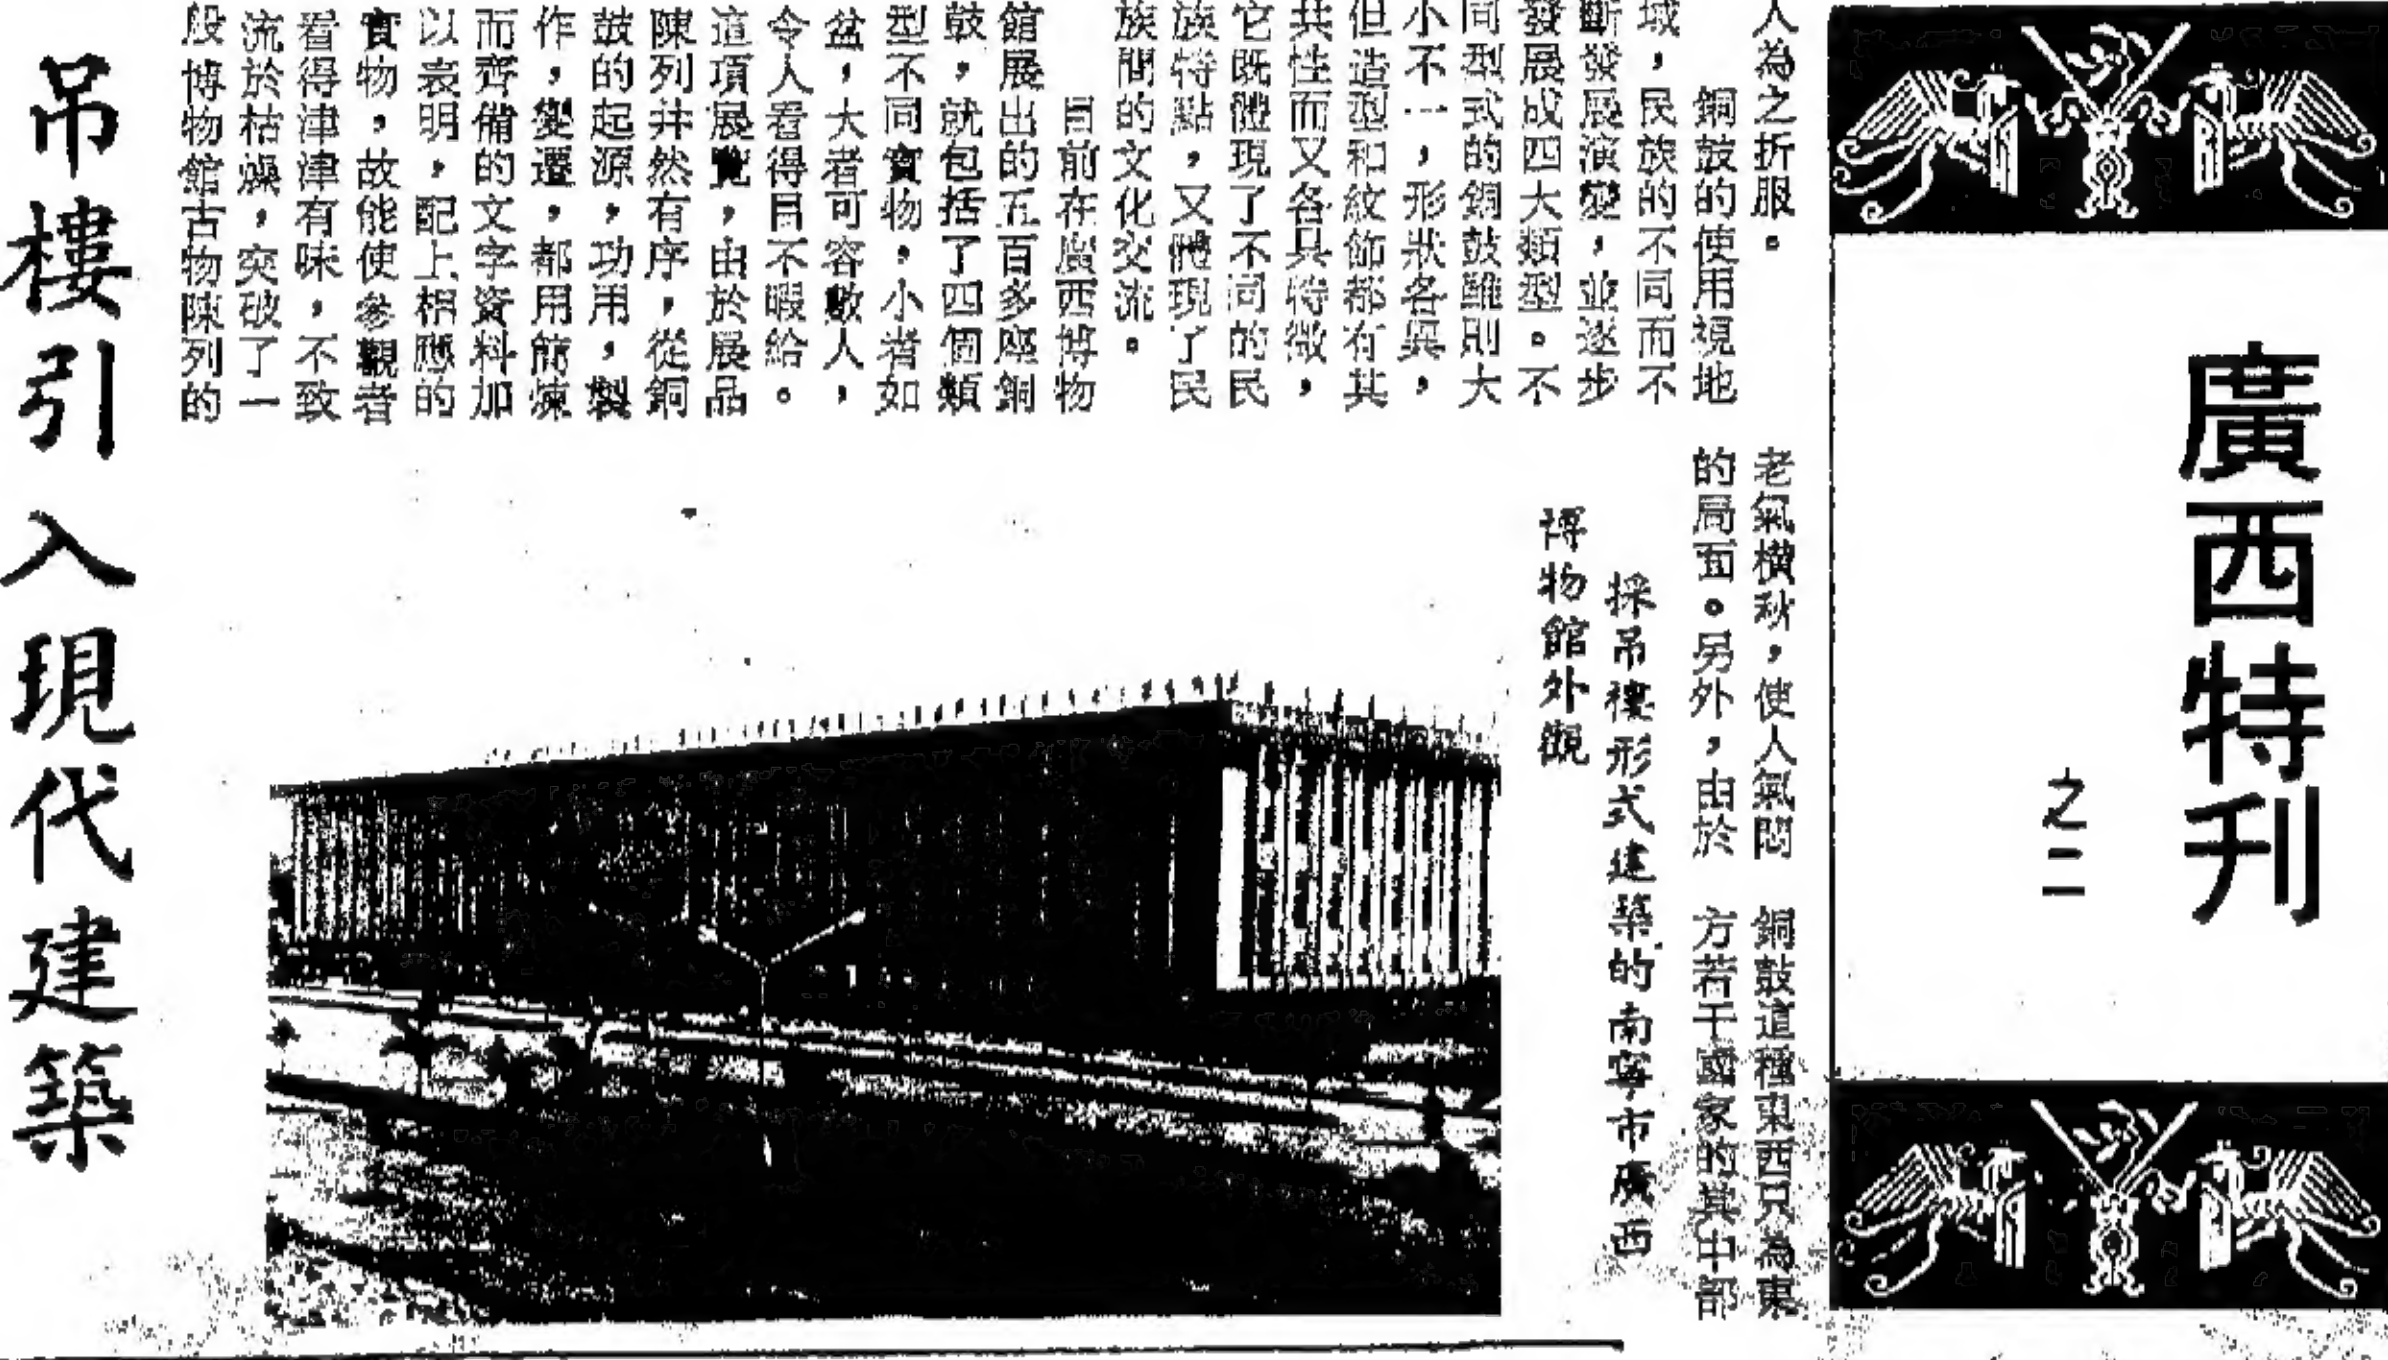 廣西特刋
之二
人為之折服。
銅鼓的使用視地
域,民族的不同而不
斷發展演變,並逐步
發展成四大類型。不
同型式的銅鼓雖則大
小不一,形狀各異,
但造型和紋飾都有其
共性而又各具特徵,
它既體現了不同的民
族特點,又體現了民
族間的文化交流。
目前在廣西博物
館展出的五百多座銅
鼓,就包括了四個類
型不同實物,小者如
盆,大者可容數人,
令人看得目不暇給。
這項展覽,由於展品
陳列井然有序,從銅
鼓的起源,功用,製
作,變遷,都用簡煉
而齊備的文字資料加
以表明,配上相應的
實物,故能使參觀者
看得津津有味,不致
流於枯燥,突破了一
般博物館古物陳列的
老氣橫秋,使人氣悶
的局面。另外,由於
銅鼓這種東西只為東
方若干國家的其中部
採吊樓形式建築的南寧市廣西
博物館外觀
吊樓引入現代建築